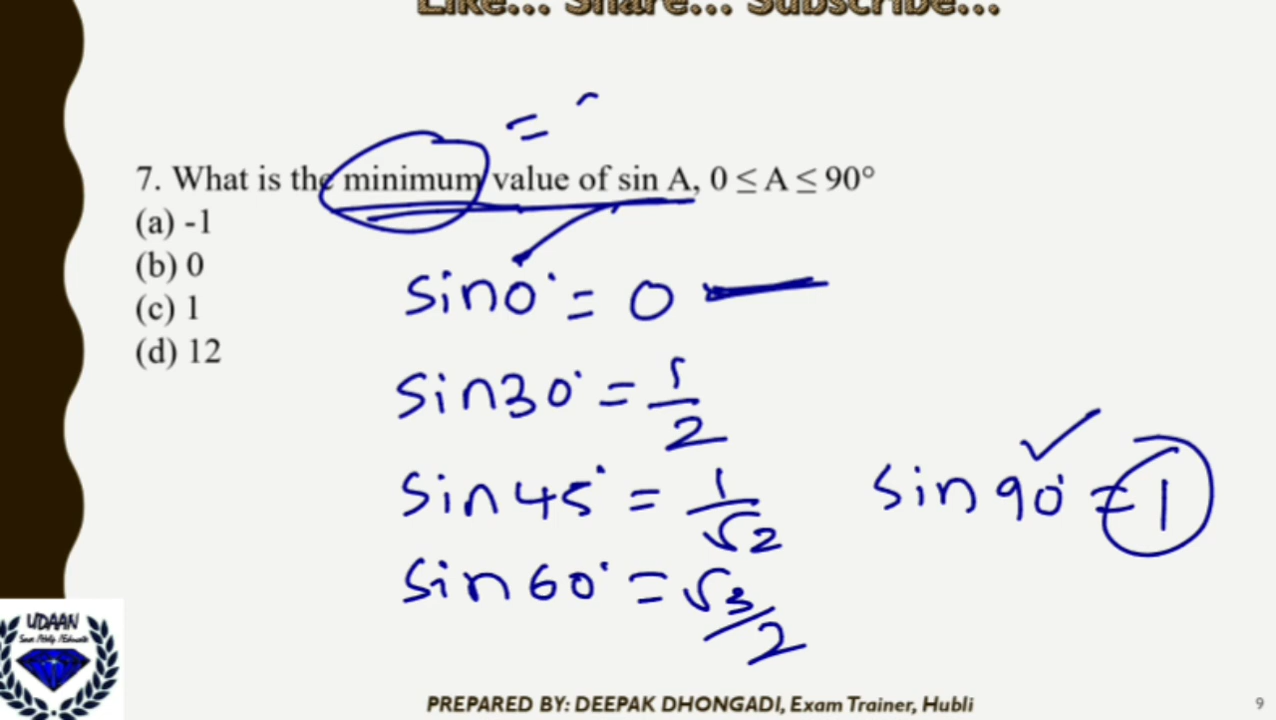 Like... Share... Subscribe...
= ?
7. What is the minimum value of sin A, 0 ≤ A ≤ 90°
(a) -1
(b) 0
(c) 1
(d) 12
sin0° = 0
sin30° = 1/2
sin45° = 1/√2
sin90° = 1
sin60° = √3/2
UDAAN
PREPARED BY: DEEPAK DHONGADI, Exam Trainer, Hubli
9